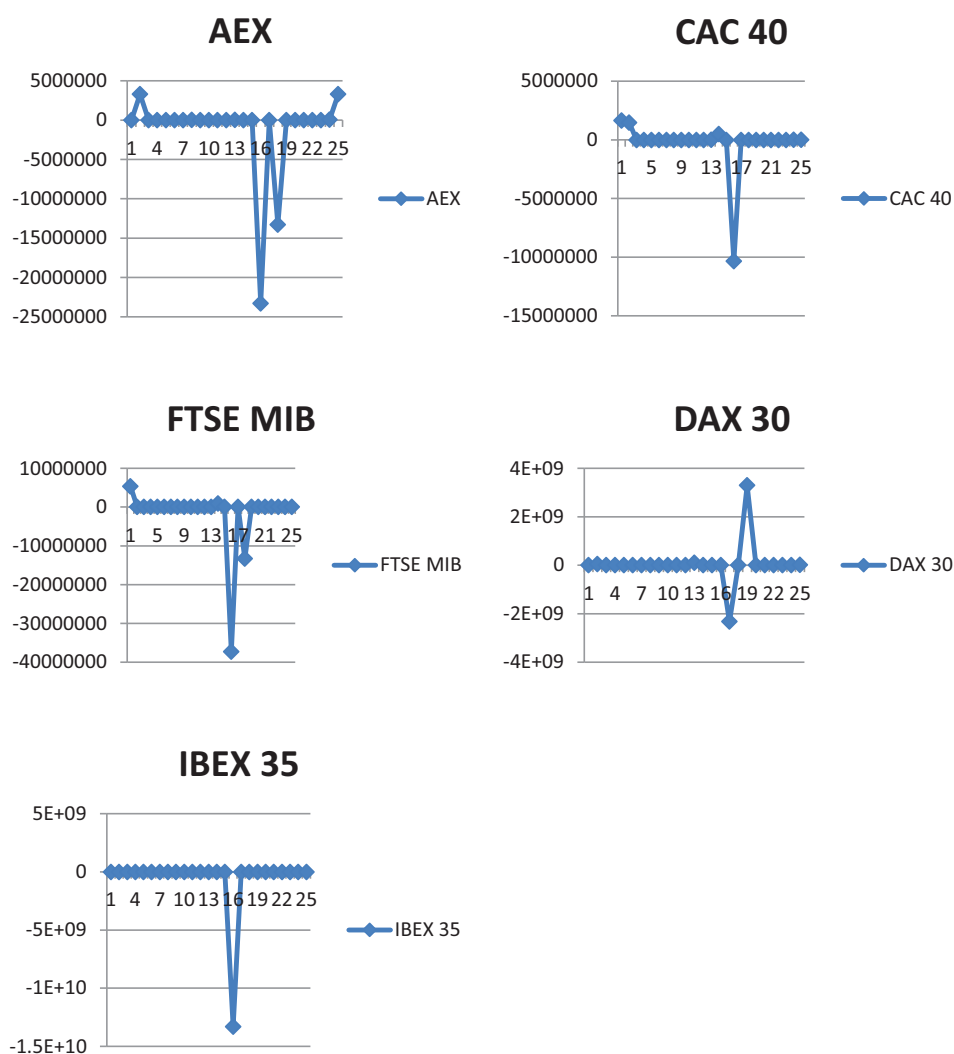 AEX
5000000
0
-5000000
-10000000
-15000000
-20000000
-25000000
1 4 7 10 13 16 19 22 25
AEX
CAC 40
5000000
0
-5000000
-10000000
-15000000
1 5 9 13 17 21 25
CAC 40
FTSE MIB
10000000
0
-10000000
-20000000
-30000000
-40000000
1 5 9 13 17 21 25
FTSE MIB
DAX 30
4E+09
2E+09
0
-2E+09
-4E+09
1 4 7 10 13 16 19 22 25
DAX 30
IBEX 35
5E+09
0
-5E+09
-1E+10
-1.5E+10
1 4 7 10 13 16 19 22 25
IBEX 35